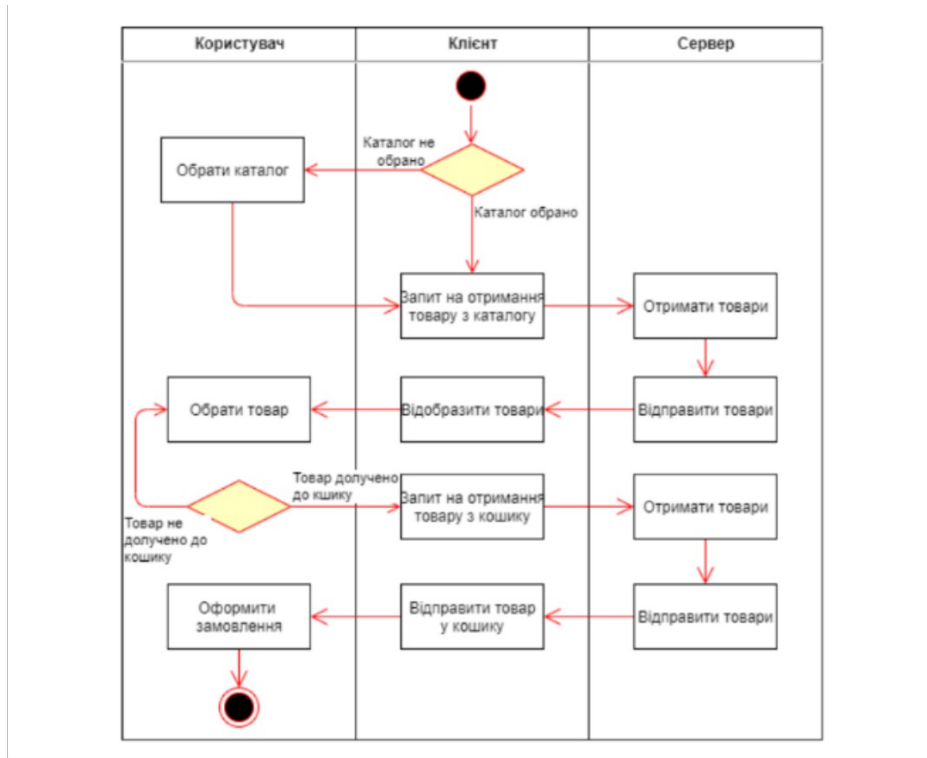 Користувач
Клієнт
Сервер
Каталог не
обрано
Обрати каталог
Каталог обрано
Запит на отримання
товару з каталогу
Отримати товари
Обрати товар
Відобразити товари
Відправити товари
Товар долучено
до кшику
Запит на отримання
товару з кошику
Отримати товари
Товар не
долучено до
кошику
Оформити
замовлення
Відправити товар
у кошику
Відправити товари